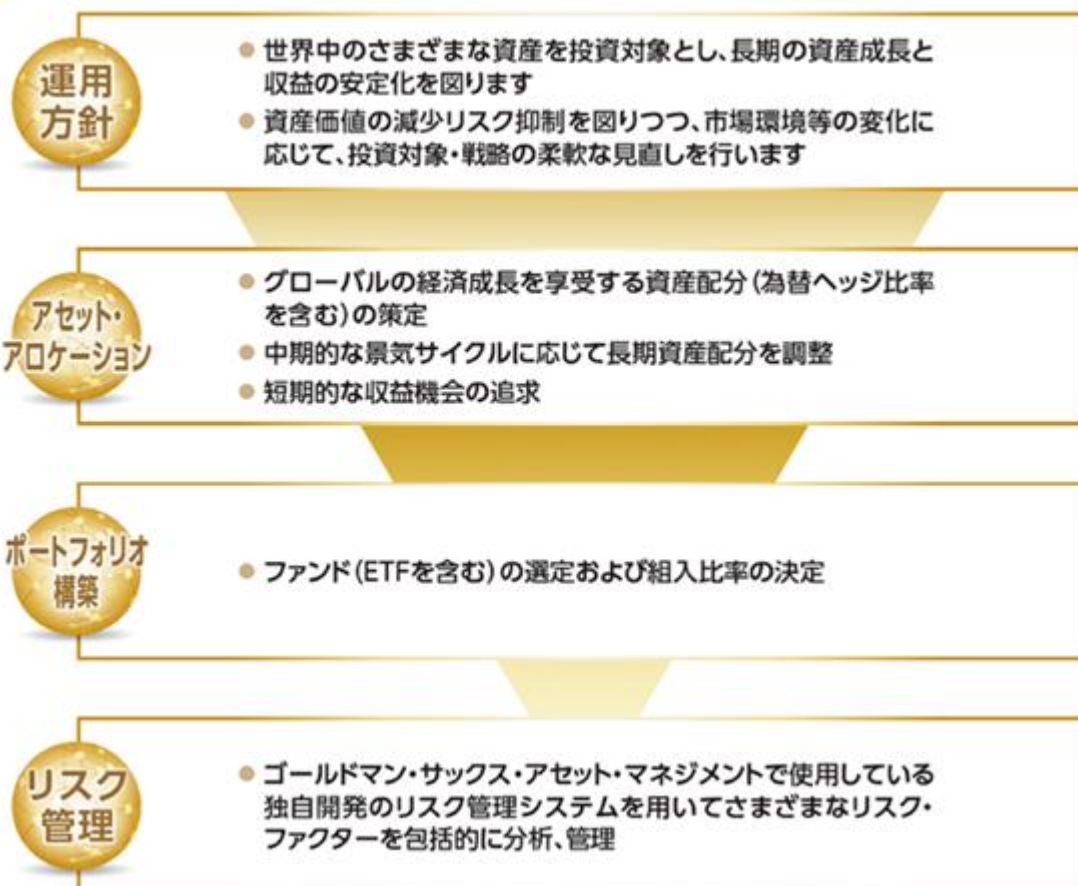 運用
方針
● 世界中のさまざまな資産を投資対象とし、長期の資産成長と
収益の安定化を図ります
● 資産価値の減少リスク抑制を図りつつ、市場環境等の変化に
応じて、投資対象・戦略の柔軟な見直しを行います
アセット・
アロケーション
● グローバルの経済成長を享受する資産配分(為替ヘッジ比率
を含む)の策定
● 中期的な景気サイクルに応じて長期資産配分を調整
● 短期的な収益機会の追求
ポートフォリオ
構築
● ファンド(ETFを含む)の選定および組入比率の決定
リスク
管理
● ゴールドマン・サックス・アセット・マネジメントで使用している
独自開発のリスク管理システムを用いてさまざまなリスク・
ファクターを包括的に分析、管理